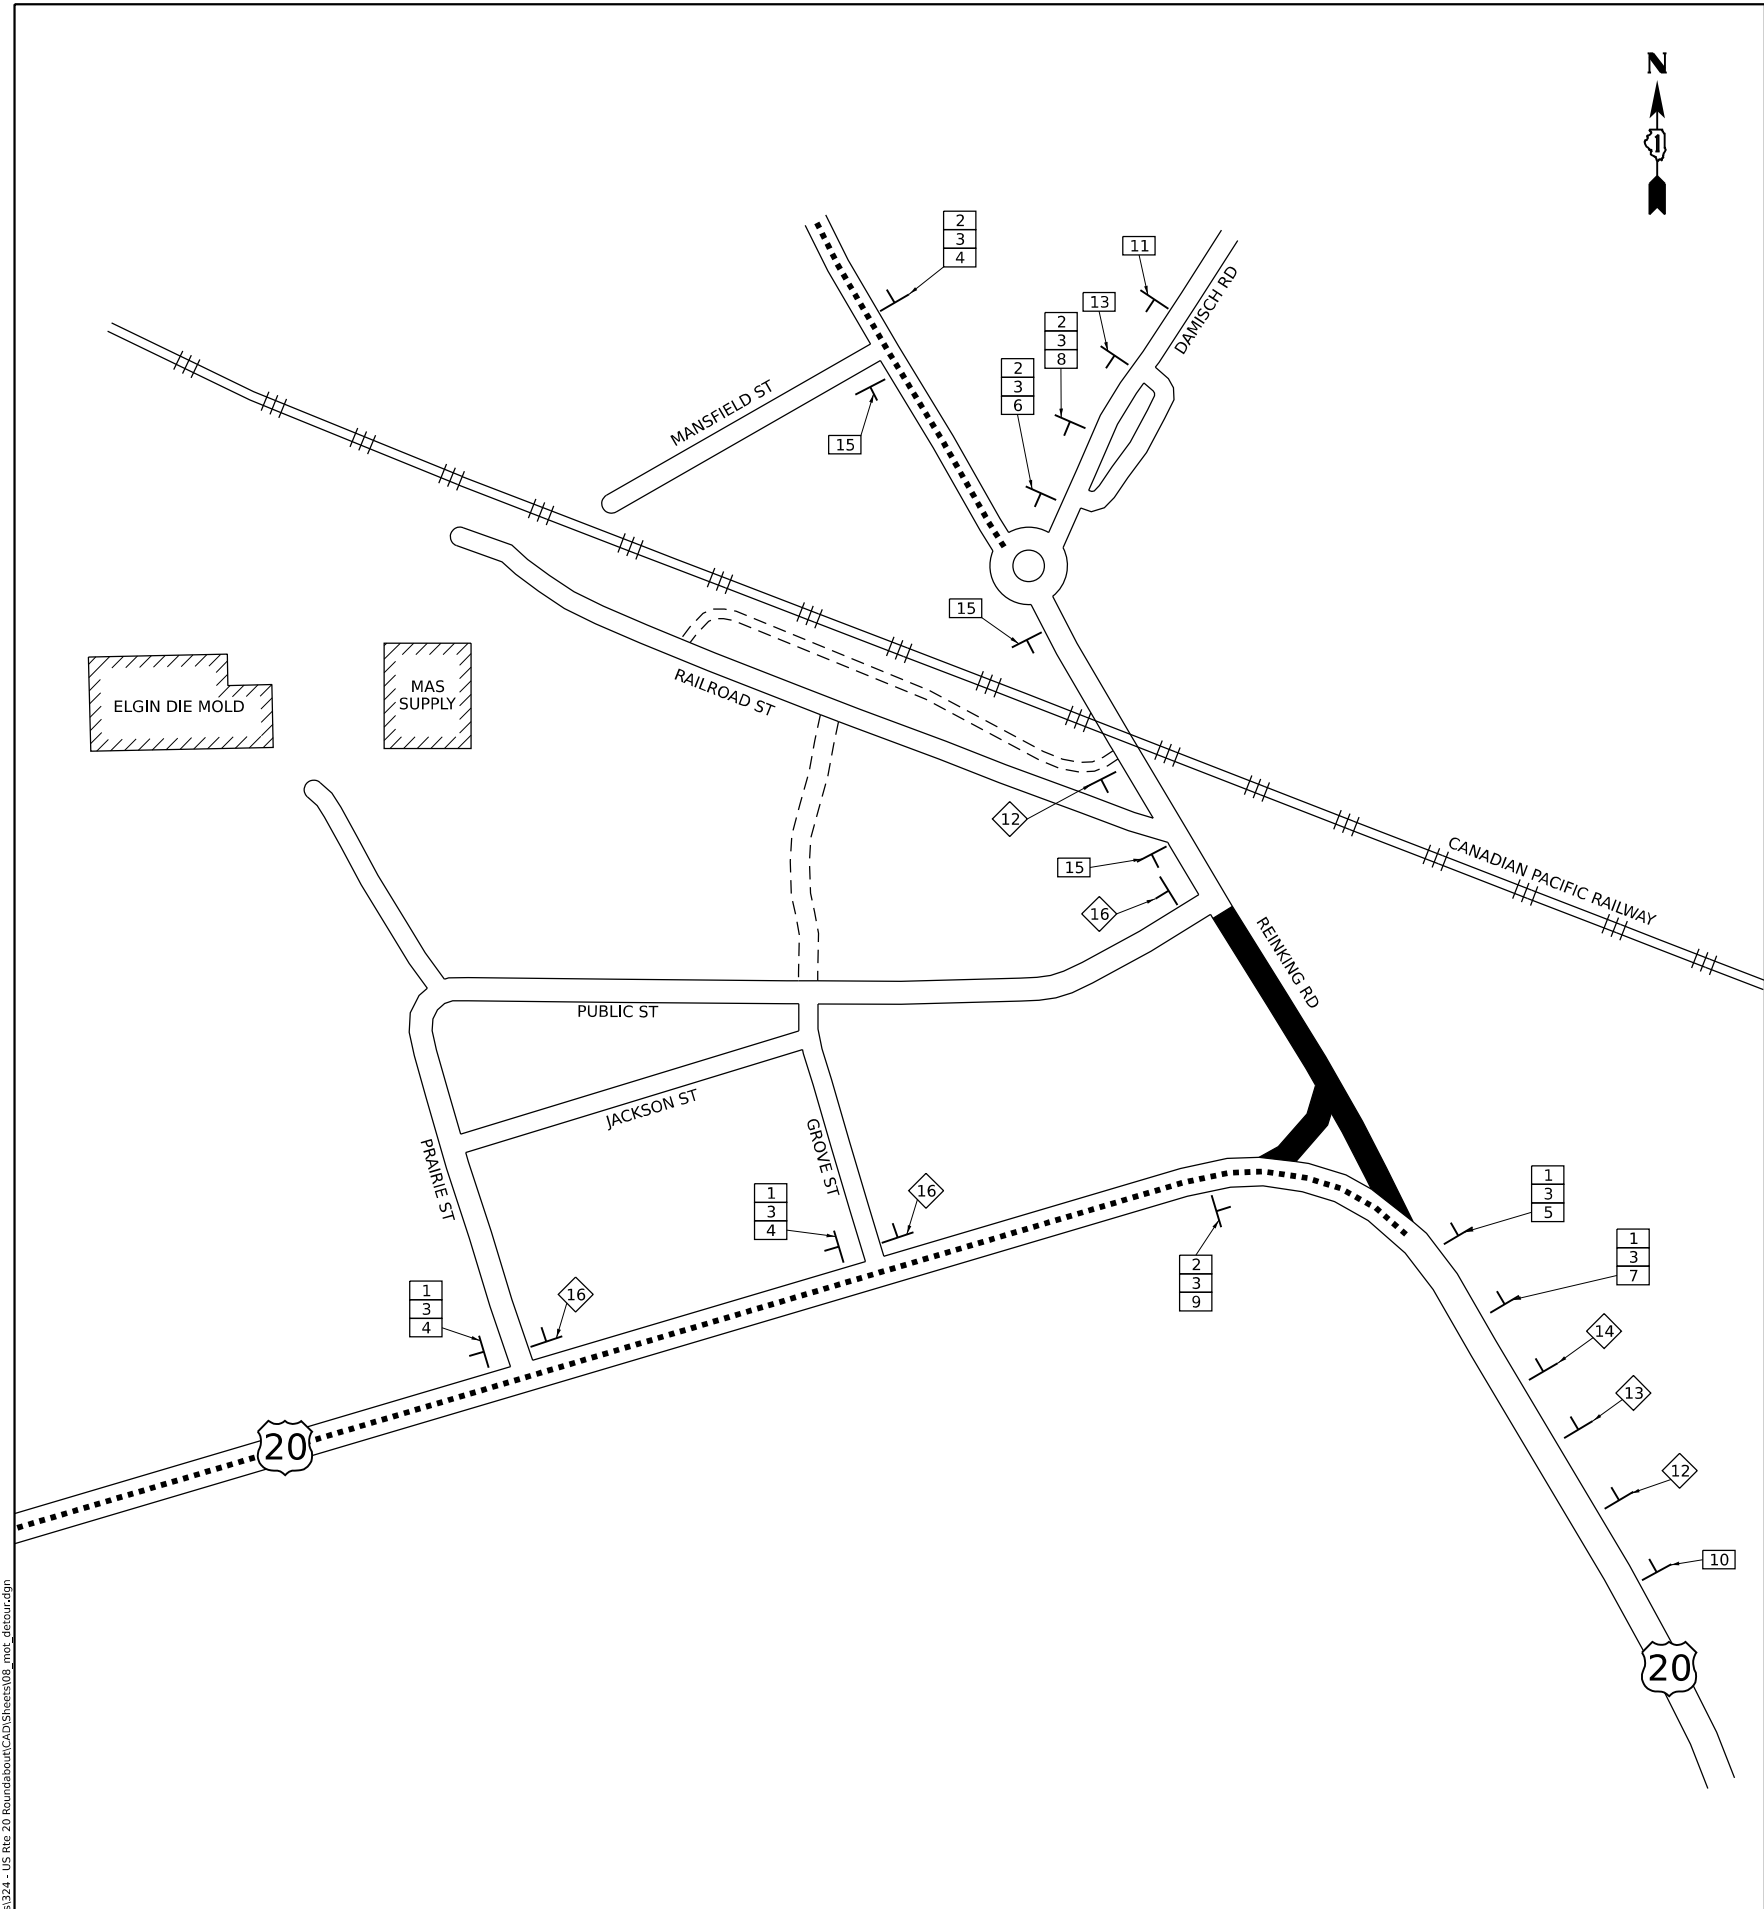 N
1
2
3
4
11
DAMISCH RD
13
2
3
8
2
3
6
MANSFIELD ST
15
15
RAILROAD ST
ELGIN DIE MOLD
MAS
SUPPLY
12
15
16
CANADIAN PACIFIC RAILWAY
REINKING RD
PUBLIC ST
JACKSON ST
GROVE ST
PRAIRIE ST
1
3
4
16
1
3
5
1
3
7
2
3
9
1
3
4
16
14
13
12
10
20
20
s\324 - US Rte 20 Roundabout\CAD\Sheets\08_mot_detour.dgn